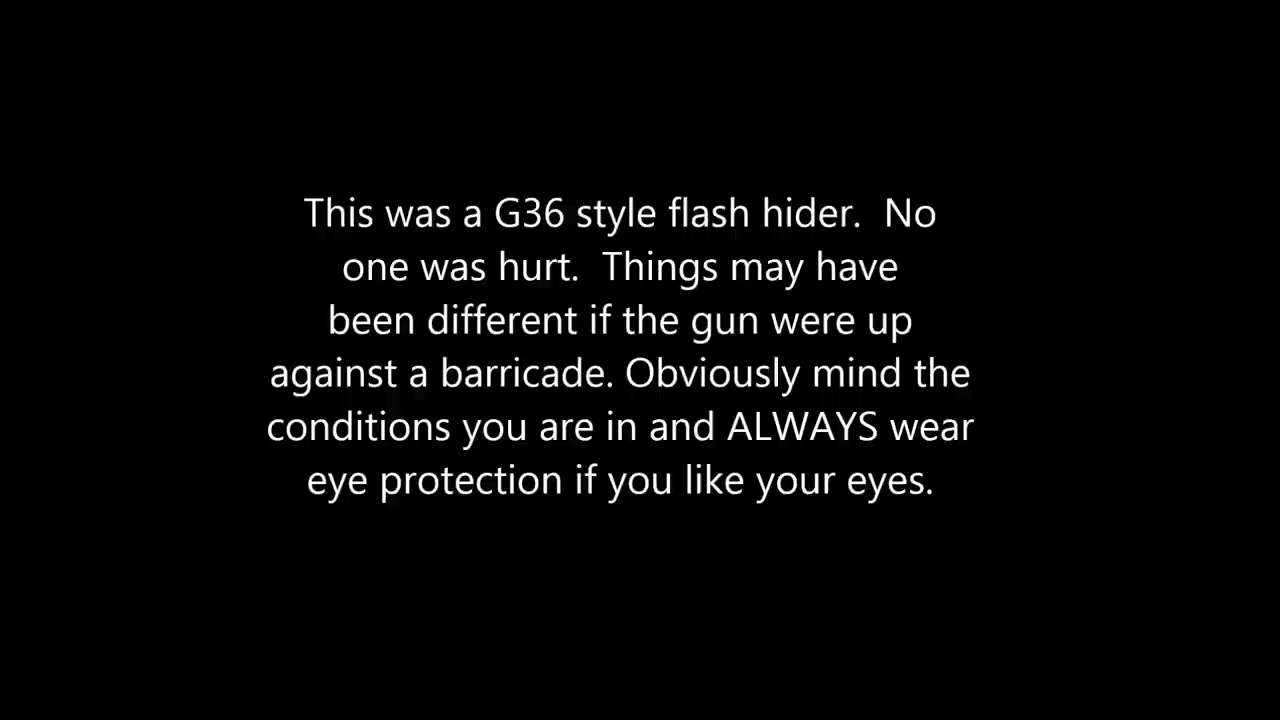 This was a G36 style flash hider.  No
one was hurt.  Things may have
been different if the gun were up
against a barricade. Obviously mind the
conditions you are in and ALWAYS wear
eye protection if you like your eyes.